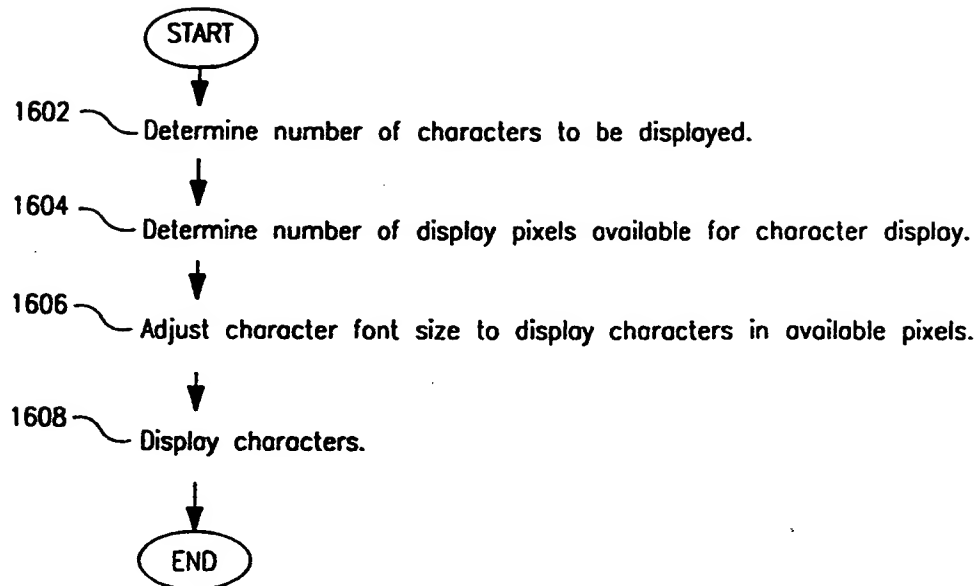 START
1602
Determine number of characters to be displayed.
1604
Determine number of display pixels available for character display.
1606
Adjust character font size to display characters in available pixels.
1608
Display characters.
END